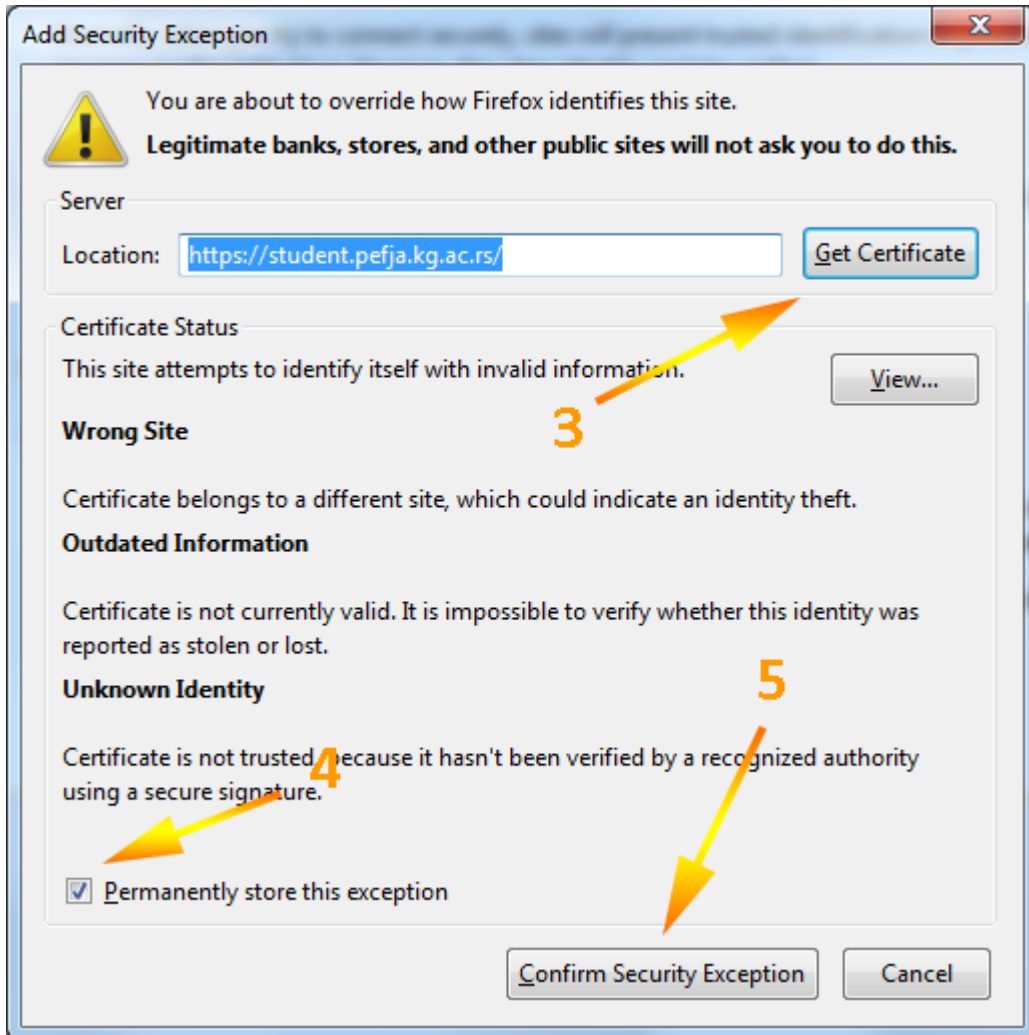 Add Security Exception
You are about to override how Firefox identifies this site.
Legitimate banks, stores, and other public sites will not ask you to do this.
Server
Location: https://student.pefja.kg.ac.rs/ Get Certificate
Certificate Status
This site attempts to identify itself with invalid information.
View...
3
Wrong Site
Certificate belongs to a different site, which could indicate an identity theft.
Outdated Information
Certificate is not currently valid. It is impossible to verify whether this identity was
reported as stolen or lost.
Unknown Identity
5
Certificate is not trusted, because it hasn't been verified by a recognized authority
using a secure signature.
4
Permanently store this exception
Confirm Security Exception Cancel